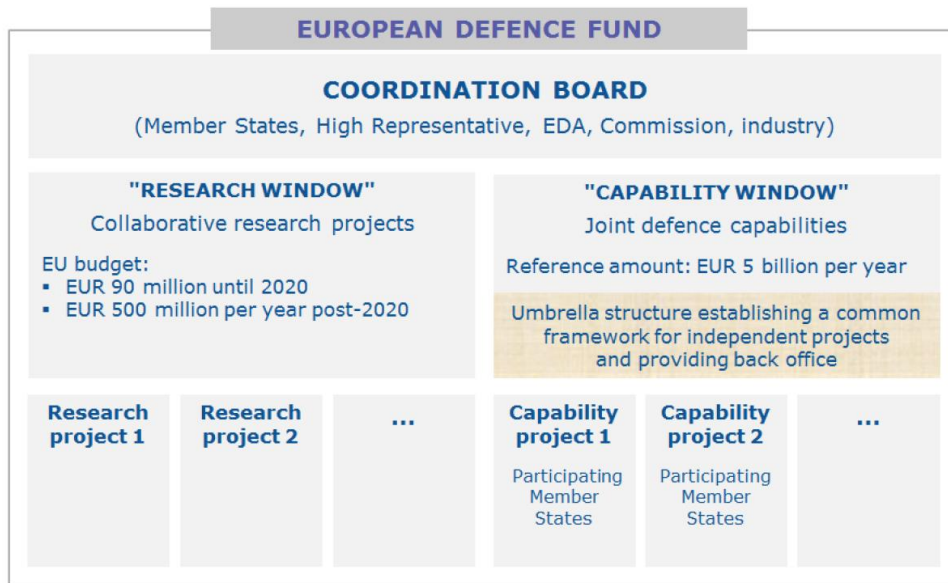 EUROPEAN DEFENCE FUND
COORDINATION BOARD
(Member States, High Representative, EDA, Commission, industry)
"RESEARCH WINDOW"
Collaborative research projects
EU budget:
▪ EUR 90 million until 2020
▪ EUR 500 million per year post-2020
"CAPABILITY WINDOW"
Joint defence capabilities
Reference amount: EUR 5 billion per year
Umbrella structure establishing a common
framework for independent projects
and providing back office
Research
project 1
Research
project 2
...
Capability
project 1
Participating
Member
States
Capability
project 2
Participating
Member
States
...